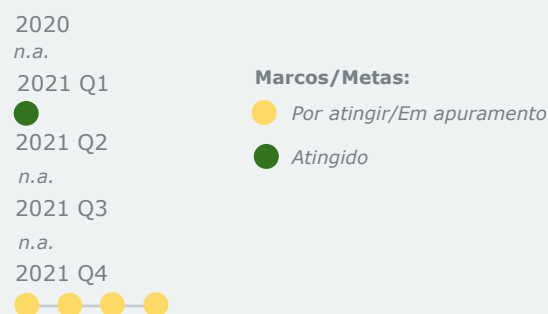 2020
n.a.
2021 Q1
2021 Q2
n.a.
2021 Q3
n.a.
2021 Q4
Marcos/Metas:
Por atingir/Em apuramento
Atingido